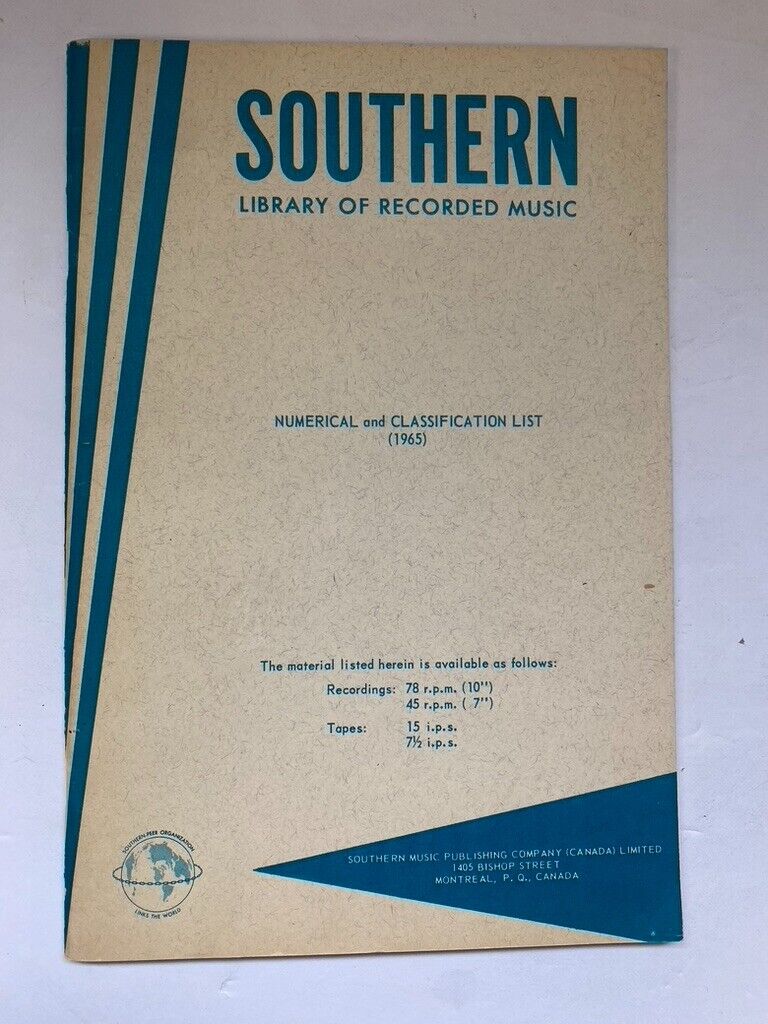 SOUTHERN
LIBRARY OF RECORDED MUSIC
NUMERICAL and CLASSIFICATION LIST
(1965)
The material listed herein is available as follows:
Recordings: 78 r.p.m. (10")
45 r.p.m. ( 7")
Tapes: 15 i.p.s.
7½ i.p.s.
SOUTHERN-PEER ORGANIZATION
LINKS THE WORLD
SOUTHERN MUSIC PUBLISHING COMPANY (CANADA) LIMITED
1405 BISHOP STREET
MONTREAL, P. Q., CANADA